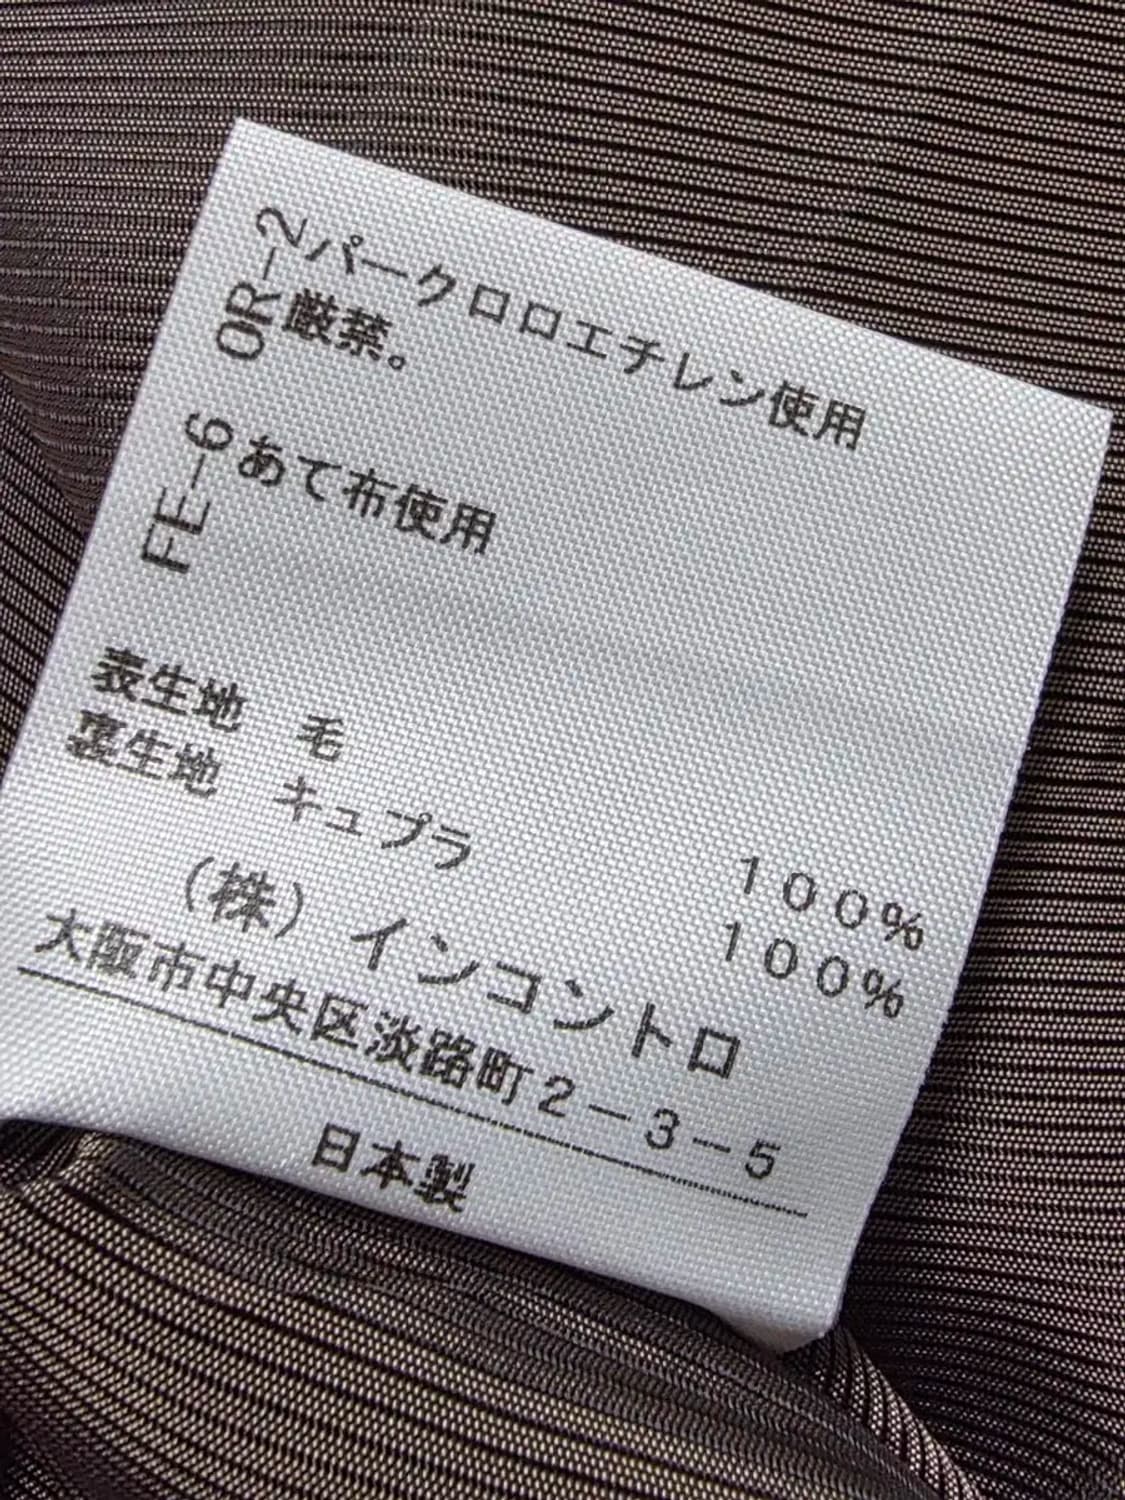 OR-2パークロロエチレン使用
厳禁。
FE-6あて布使用
表生地 毛 100%
裏生地 キュプラ 100%
(株)インコントロ
大阪市中央区淡路町2-3-5
日本製